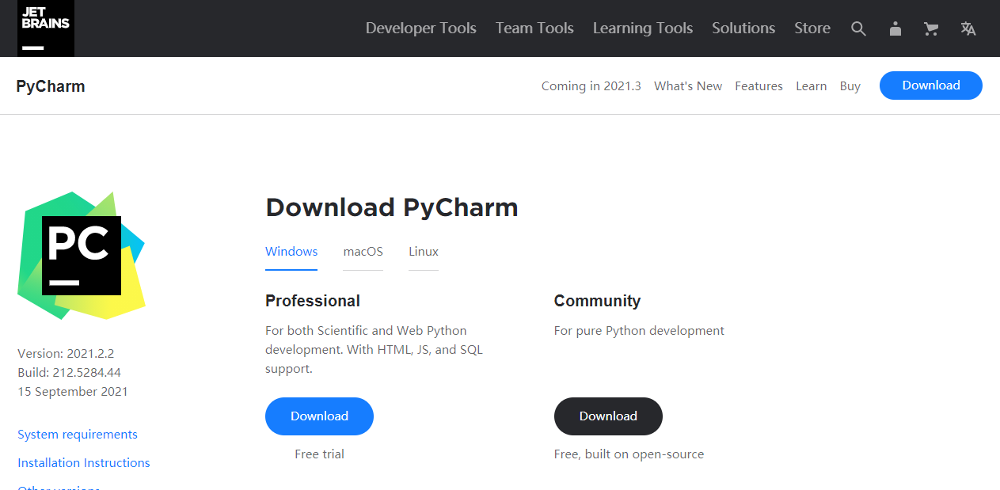 JET
BRAINS
Developer Tools Team Tools Learning Tools Solutions Store
PyCharm
Coming in 2021.3 What's New Features Learn Buy Download
PC
Version: 2021.2.2
Build: 212.5284.44
15 September 2021
System requirements
Installation Instructions
Other versions
Download PyCharm
Windows macOS Linux
Professional
For both Scientific and Web Python
development. With HTML, JS, and SQL
support.
Download
Free trial
Community
For pure Python development
Download
Free, built on open-source